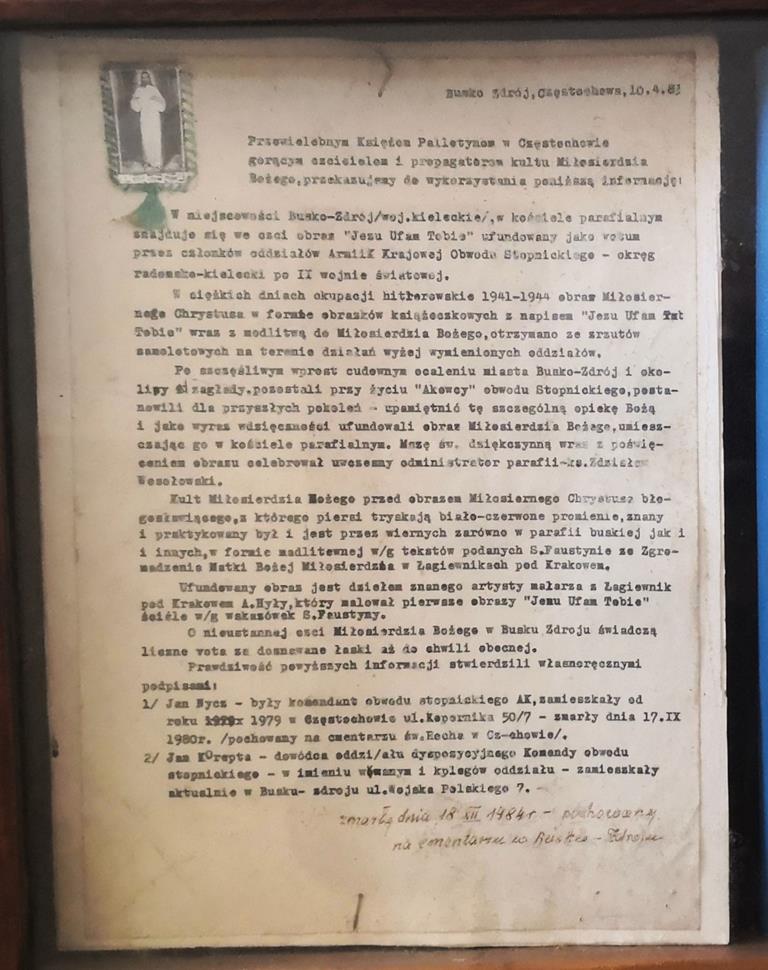 Busko Zdrój,Częstochowa,10.4.83
Przewielebnym Księżom Palletynom w Częstochowie
gorącym czcicielom i propagatorom kultu Miłosierdzia
Bożego,przekazujemy do wykorzystania poniższą informację:
W miejscowości Busko-Zdrój/woj.kieleckie/,w kościele parafialnym
znajduje się we czci obraz "Jezu Ufam Tobie" ufundowany jako wotum
przez członków oddziałów Armii Krajowej Obwodu Stopnickiego - okręg
radomsko-kielecki po II wojnie światowej.
W ciężkich dniach okupacji hitlerowskie 1941-1944 obraz Miłosier-
nego Chrystusa w formie obrazków książeczkowych z napisem "Jezu Ufam
Tobie" wraz z modlitwą do Miłosierdzia Bożego,otrzymano ze zrzutów
samolotowych na terenie działań wyżej wymienionych oddziałów.
Po szczęśliwym wprost cudownym ocaleniu miasta Busko-Zdrój i oko-
licy od zagłady.pozostali przy życiu "Akowcy" obwodu Stopnickiego,posta-
nowili dla przyszłych pokoleń - upamiętnić tę szczególną opiekę Bożą
i jako wyraz wdzięczności ufundowali obraz Miłosierdzia Bożego,umiesz-
czając go w kościele parafialnym. Mszę św. dziękczynną wraz z poświę-
ceniem obrazu celebrował uwczesny administrator parafii-ks.Zdzisław
Wesołowski.
Kult Miłosierdzia Bożego przed obrazem Miłosiernego Chrystusa bło-
gosławiącego,z którego piersi tryskają biało-czerwone promienie,znany
i praktykowany był i jest przez wiernych zarówno w parafii buskiej jak i
i innych,w formie modlitewnej w/g tekstów podanych S.Faustynie ze Zgro-
madzenia Matki Bożej Miłosierdzia w Łagiewnikach pod Krakowem.
Ufundowany obraz jest dziełem znanego artysty malarza z Łagiewnik
pod Krakowem A.Hyły,który malował pierwsze obrazy "Jezu Ufam Tobie"
ściśle w/g wskazówek S.Faustyny.
O nieustannej czci Miłosierdzia Bożego w Busku Zdroju świadczą
liczne vota za doznawane łaski aż do chwili obecnej.
Prawdziwość powyższych informacji stwierdzili własnoręcznymi
podpisami:
1/ Jan Nycz - były komendant obwodu stopnickiego AK,zamieszkały od
roku 1979 w Częstochowie ul.Kopernika 50/7 - zmarły dnia 17.IX
1980r. /pochowany na cmentarzu św.Rocha w Cz-chowie/.
2/ Jan Korepta - dowódca oddzi/ału dyspozycyjnego Komendy obwodu
stopnickiego - w imieniu własnym i kolegów oddziału - zamieszkały
aktualnie w Busku- zdroju ul.Wojska Polskiego 7. -
zmarły dnia 18 XII 1984r - pochowany
na cmentarzu w Busku - Zdroju